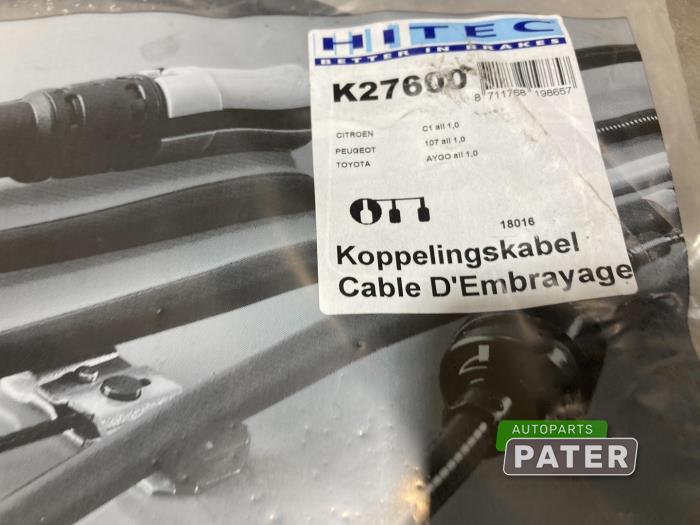 HITEC
BETTER IN BRAKES
K27600
8 711768 198657
CITROEN C1 all 1,0
PEUGEOT 107 all 1,0
TOYOTA AYGO all 1,0
18016
Koppelingskabel
Cable D'Embrayage
AUTOPARTS
PATER